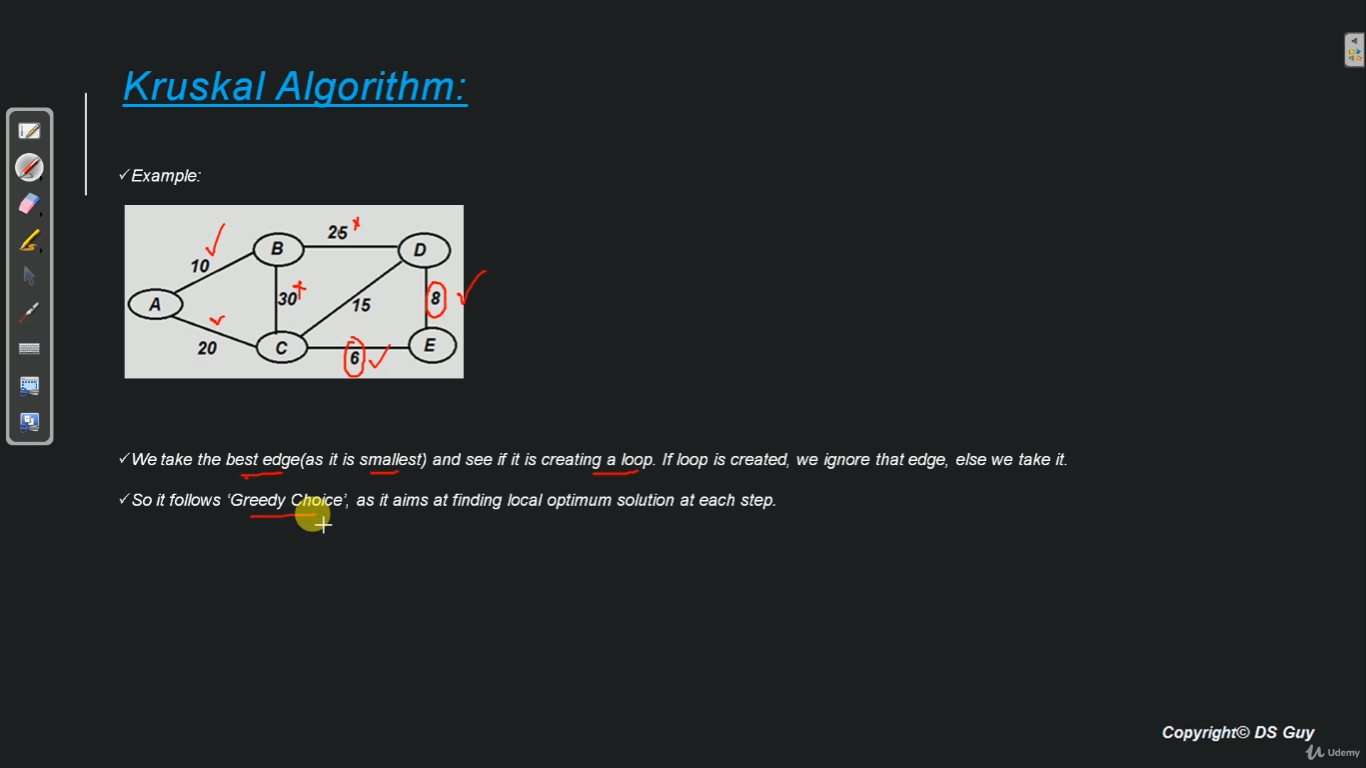 Kruskal Algorithm:
✓Example:
25
B
D
10
A
30
15
8
20
C
6
E
✓We take the best edge(as it is smallest) and see if it is creating a loop. If loop is created, we ignore that edge, else we take it.
✓So it follows ‘Greedy Choice’, as it aims at finding local optimum solution at each step.
Copyright© DS Guy
Udemy